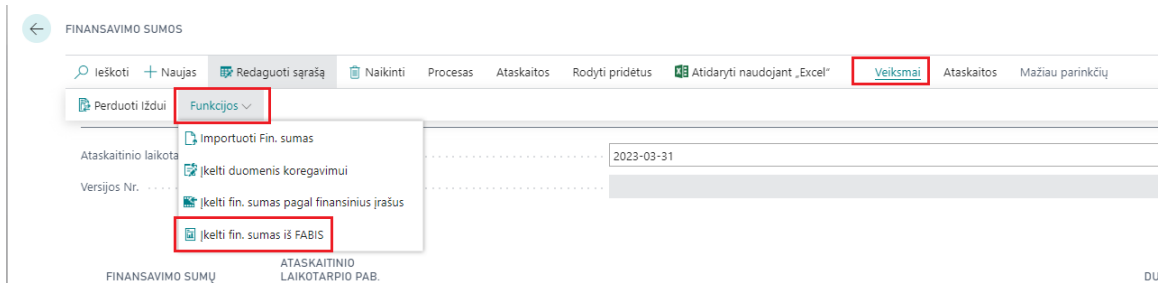 FINANSAVIMO SUMOS
Ieškoti Naujas Redaguoti sąrašą Naikinti Procesas Ataskaitos Rodyti pridėtus Atidaryti naudojant „Excel“ Veiksmai Ataskaitos Mažiau parinkčių
Perduoti Iždui Funkcijos
Importuoti Fin. sumas
Ataskaitinio laikota 2023-03-31
Įkelti duomenis koregavimui
Versijos Nr.
Įkelti fin. sumas pagal finansinius įrašus
Įkelti fin. sumas iš FABIS
ATASKAITINIO
FINANSAVIMO SUMŲ LAIKOTARPIO PAB. DU